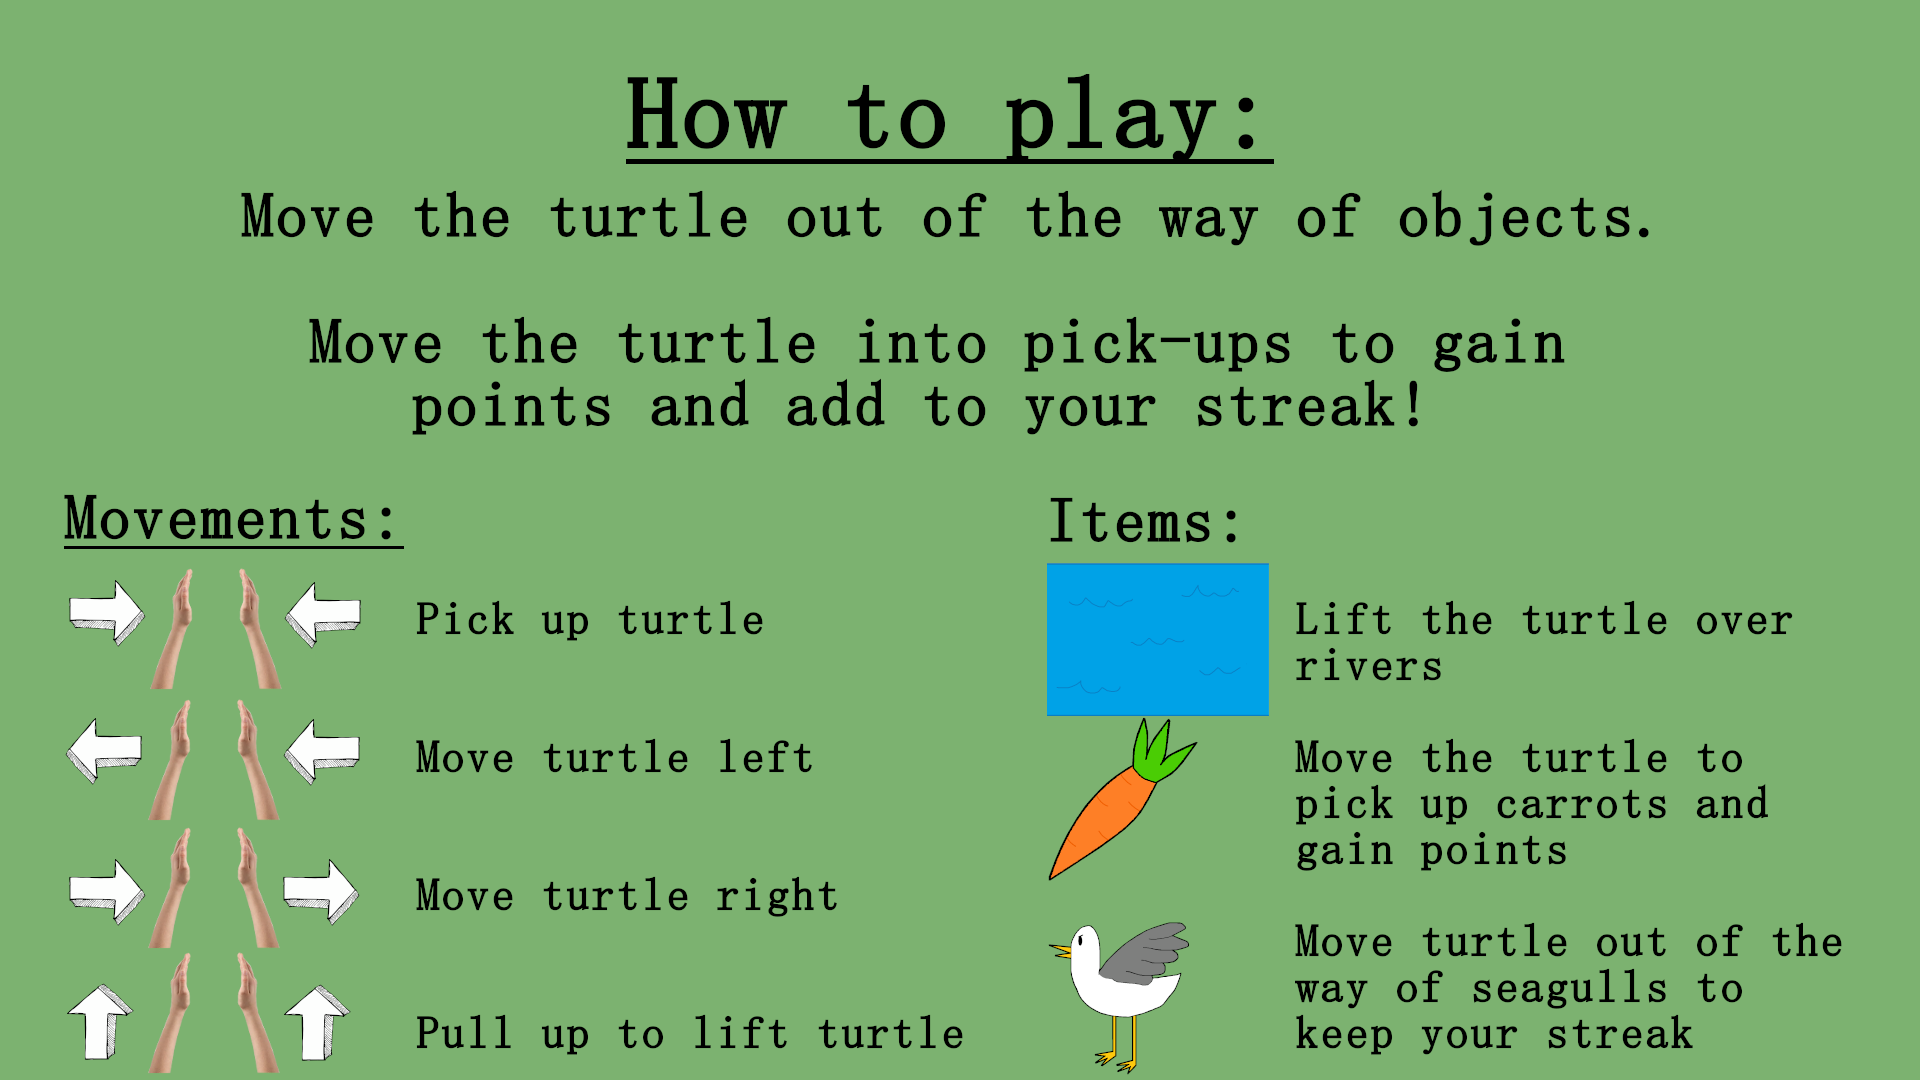 How to play:
Move the turtle out of the way of objects.
Move the turtle into pick-ups to gain
points and add to your streak!
Movements:
Pick up turtle
Move turtle left
Move turtle right
Pull up to lift turtle
Items:
Lift the turtle over
rivers
Move the turtle to
pick up carrots and
gain points
Move turtle out of the
way of seagulls to
keep your streak